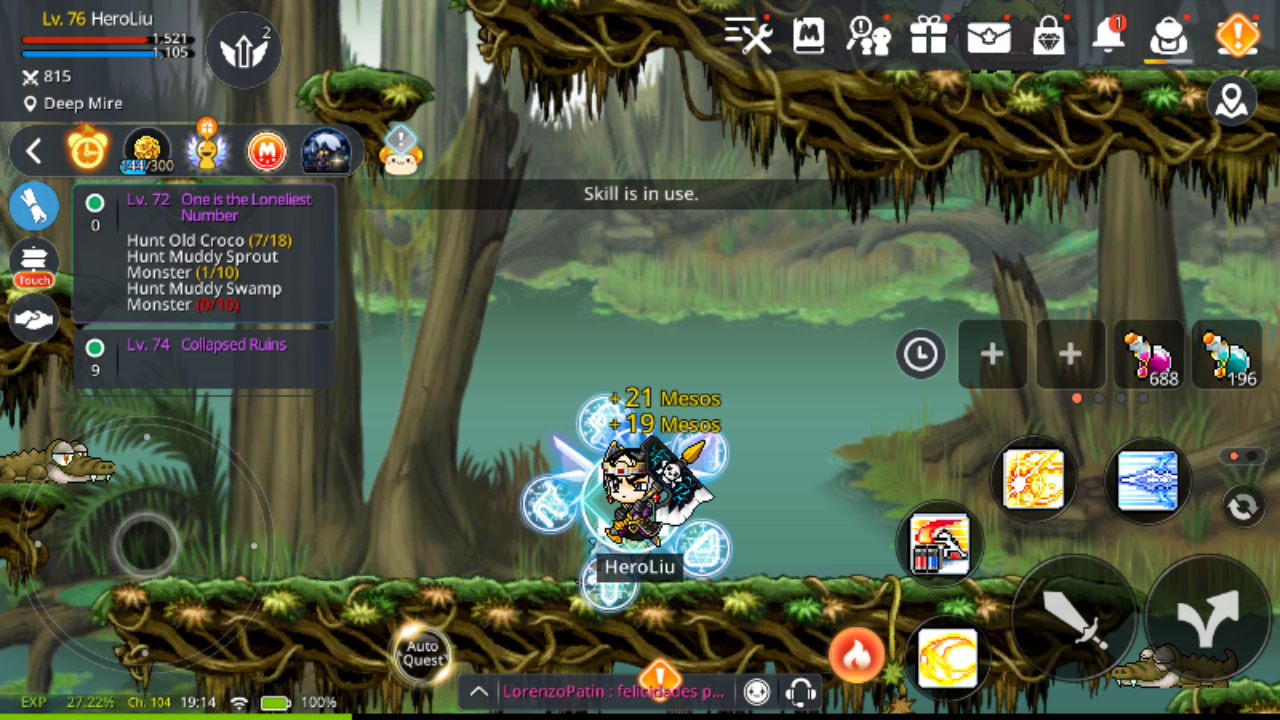 Lv. 76 HeroLiu
1,521
1,105
2
815
Deep Mire
144/300
1
Skill is in use.
0
Lv. 72 One is the Loneliest
Number
Hunt Old Croco (7/18)
Hunt Muddy Sprout
Monster (1/10)
Hunt Muddy Swamp
Monster (0/10)
Touch
9
Lv. 74 Collapsed Ruins
688
196
+ 21 Mesos
+ 19 Mesos
HeroLiu
Auto
Quest
LorenzoPatin : felicidades p...
EXP 27.22% Ch. 104 19:14 100%